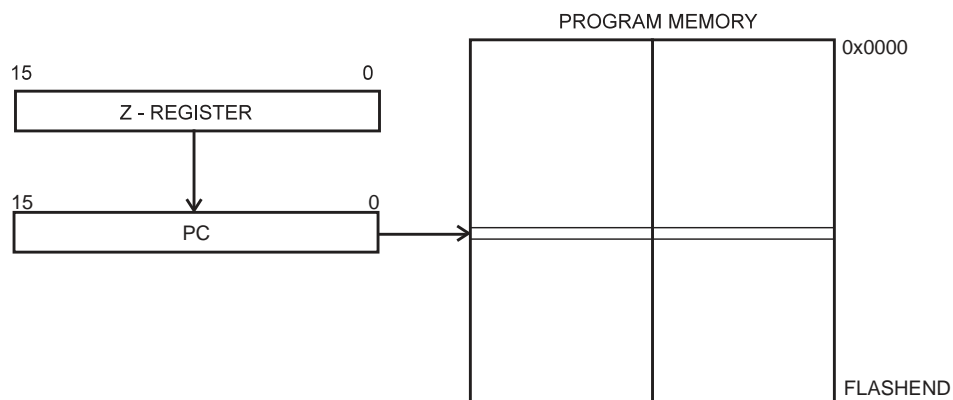 PROGRAM MEMORY
0x0000
15 0
Z - REGISTER
15 0
PC
FLASHEND